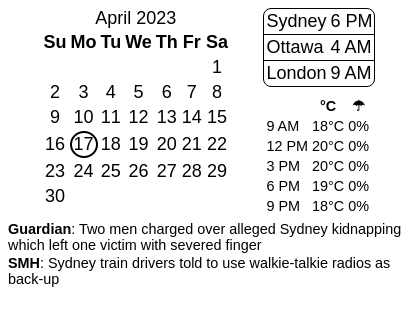 April 2023
Su Mo Tu We Th Fr Sa
1
2 3 4 5 6 7 8
9 10 11 12 13 14 15
16 17 18 19 20 21 22
23 24 25 26 27 28 29
30
Sydney 6 PM
Ottawa 4 AM
London 9 AM
°C ☂
9 AM 18°C 0%
12 PM 20°C 0%
3 PM 20°C 0%
6 PM 19°C 0%
9 PM 18°C 0%
Guardian: Two men charged over alleged Sydney kidnapping
which left one victim with severed finger
SMH: Sydney train drivers told to use walkie-talkie radios as
back-up